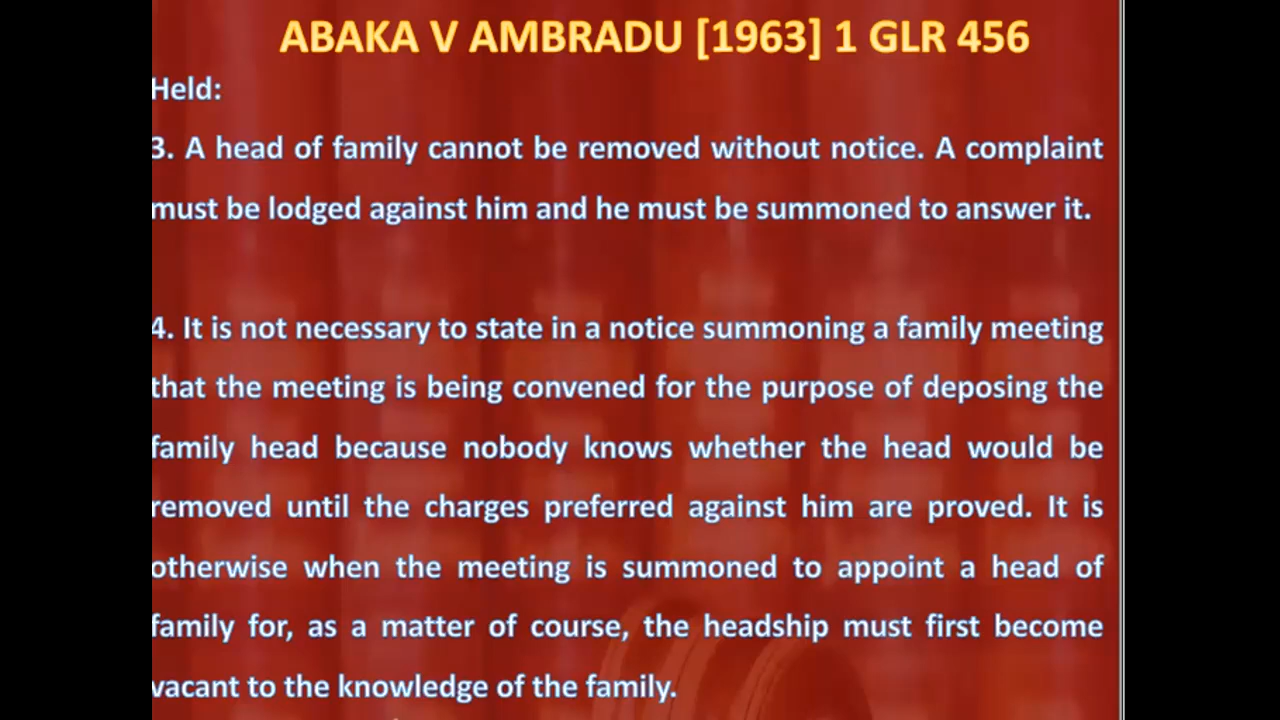 ABAKA V AMBRADU [1963] 1 GLR 456
Held:
3. A head of family cannot be removed without notice. A complaint
must be lodged against him and he must be summoned to answer it.
4. It is not necessary to state in a notice summoning a family meeting
that the meeting is being convened for the purpose of deposing the
family head because nobody knows whether the head would be
removed until the charges preferred against him are proved. It is
otherwise when the meeting is summoned to appoint a head of
family for, as a matter of course, the headship must first become
vacant to the knowledge of the family.